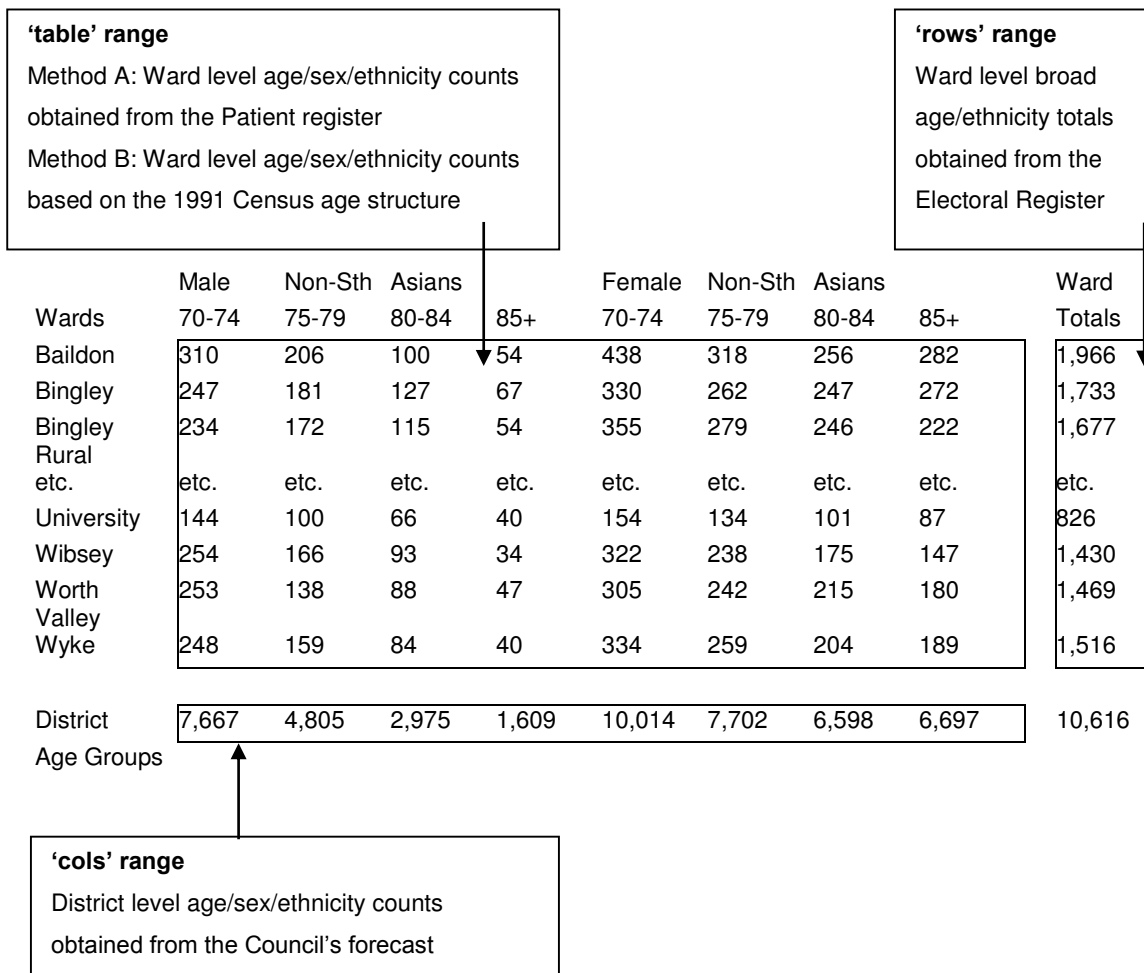 ‘table’ range
Method A: Ward level age/sex/ethnicity counts
obtained from the Patient register
Method B: Ward level age/sex/ethnicity counts
based on the 1991 Census age structure
‘rows’ range
Ward level broad
age/ethnicity totals
obtained from the
Electoral Register
Male Non-Sth Asians Female Non-Sth Asians Ward
Wards 70-74 75-79 80-84 85+ 70-74 75-79 80-84 85+ Totals
Baildon 310 206 100 54 438 318 256 282 1,966
Bingley 247 181 127 67 330 262 247 272 1,733
Bingley 234 172 115 54 355 279 246 222 1,677
Rural
etc. etc. etc. etc. etc. etc. etc. etc. etc. etc.
University 144 100 66 40 154 134 101 87 826
Wibsey 254 166 93 34 322 238 175 147 1,430
Worth 253 138 88 47 305 242 215 180 1,469
Valley
Wyke 248 159 84 40 334 259 204 189 1,516
District 7,667 4,805 2,975 1,609 10,014 7,702 6,598 6,697 10,616
Age Groups
‘cols’ range
District level age/sex/ethnicity counts
obtained from the Council’s forecast